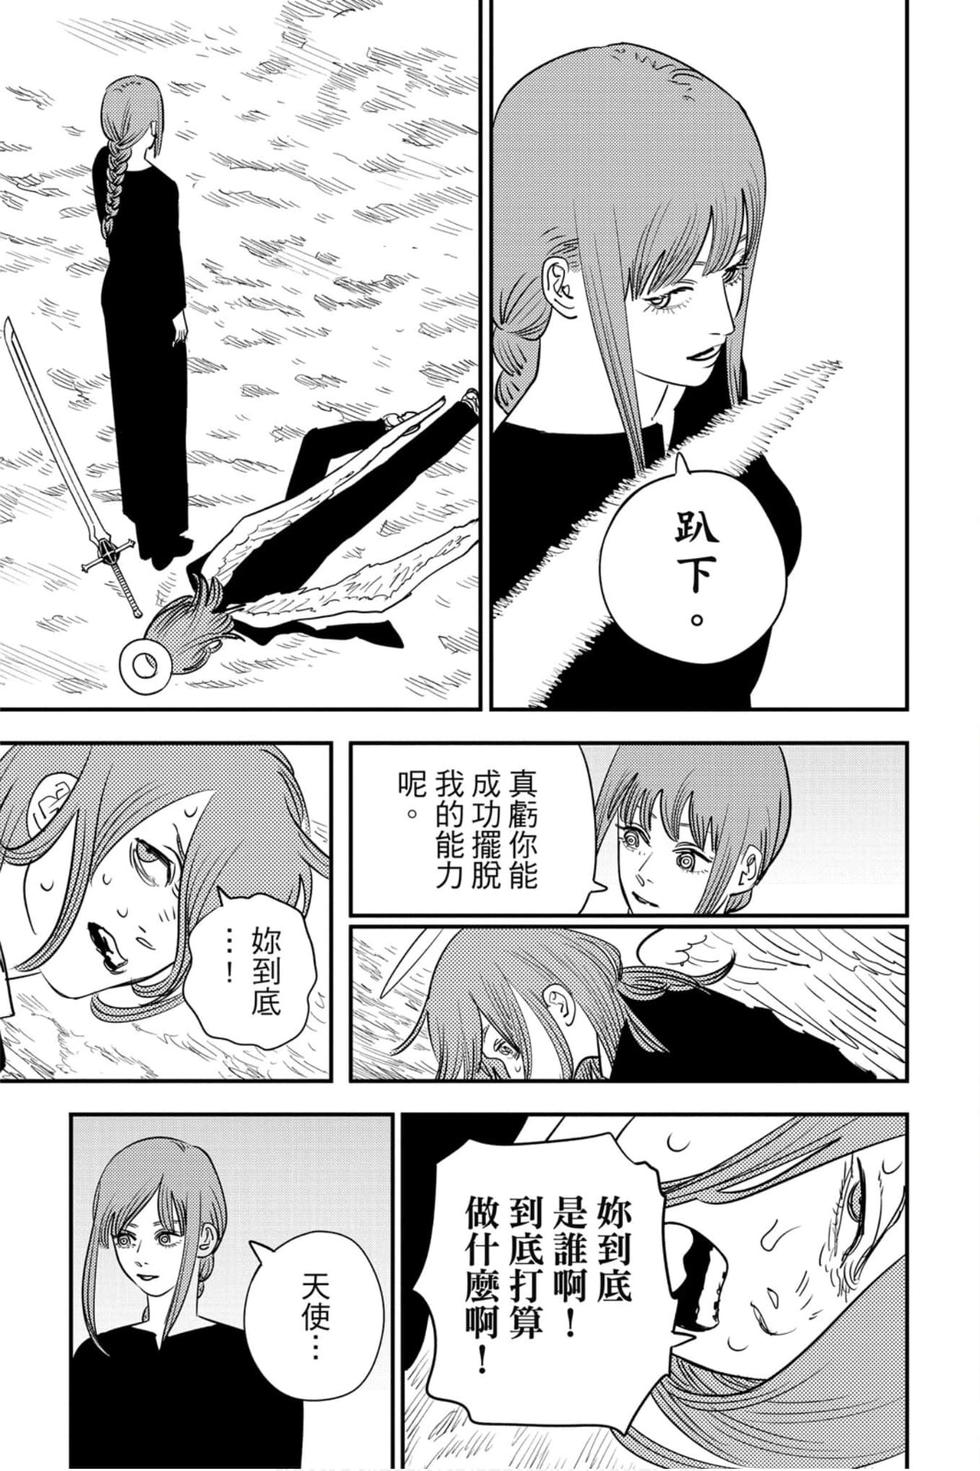 趴
下。
真虧你能
成功擺脫
我的能力
呢。
妳到底
…！
妳到底
是誰啊！
到底打算
做什麼啊！
天使…